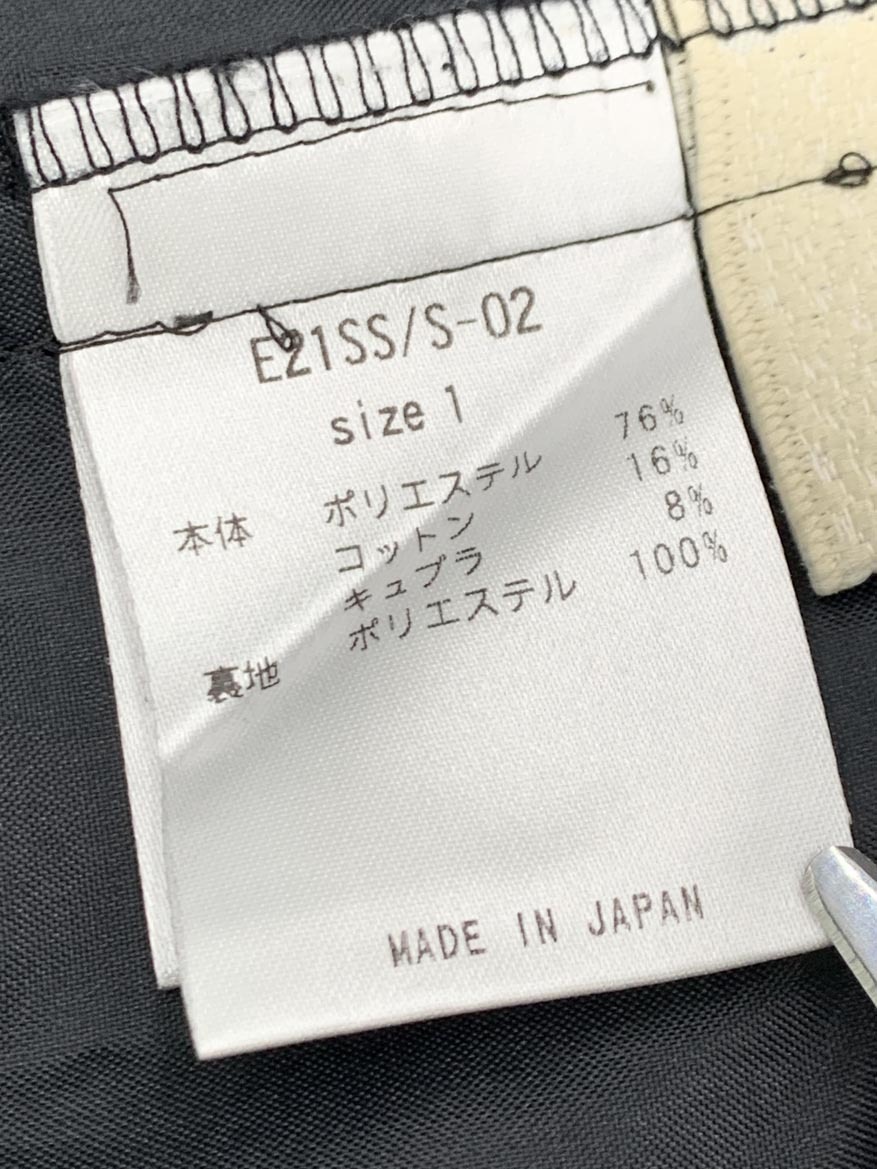 E21SS/S-02
size 1
本体 ポリエステル 76%
コットン 16%
キュプラ 8%
裏地 ポリエステル 100%
MADE IN JAPAN